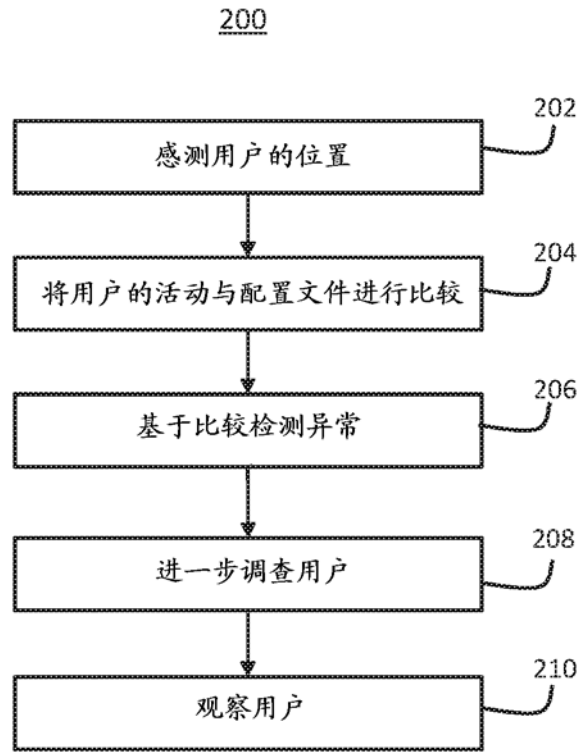 200
202
感测用户的位置
204
将用户的活动与配置文件进行比较
206
基于比较检测异常
208
进一步调查用户
210
观察用户